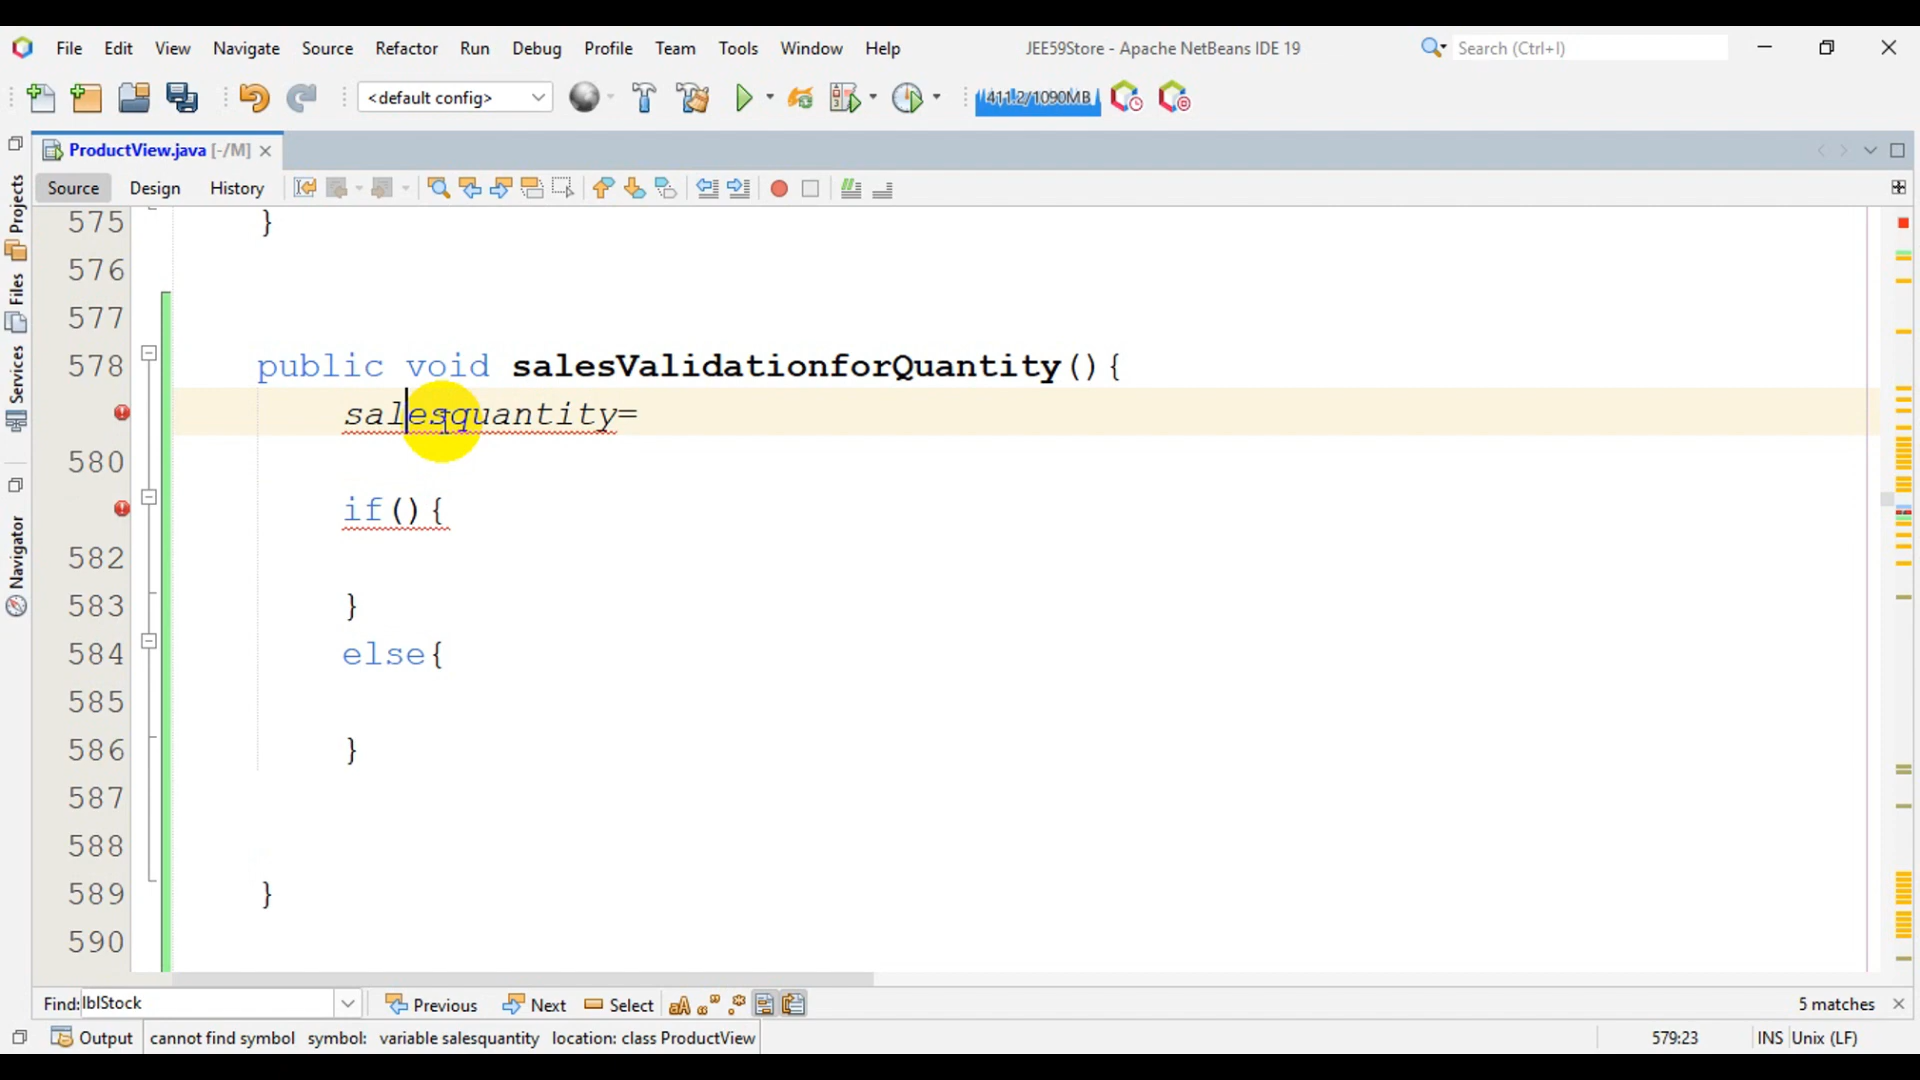 File Edit View Navigate Source Refactor Run Debug Profile Team Tools Window Help JEE59Store - Apache NetBeans IDE 19 Search (Ctrl+I)
<default config> 411.2/1090MB
ProductView.java [-/M]
Source Design History
Projects
Files
Services
Navigator
575 }
576
577
578 public void salesValidationforQuantity(){
salesquantity=
580
if(){
582
583 }
584 else{
585
586 }
587
588
589 }
590
Find: lblStock Previous Next Select 5 matches
Output cannot find symbol symbol: variable salesquantity location: class ProductView 579:23 INS Unix (LF)